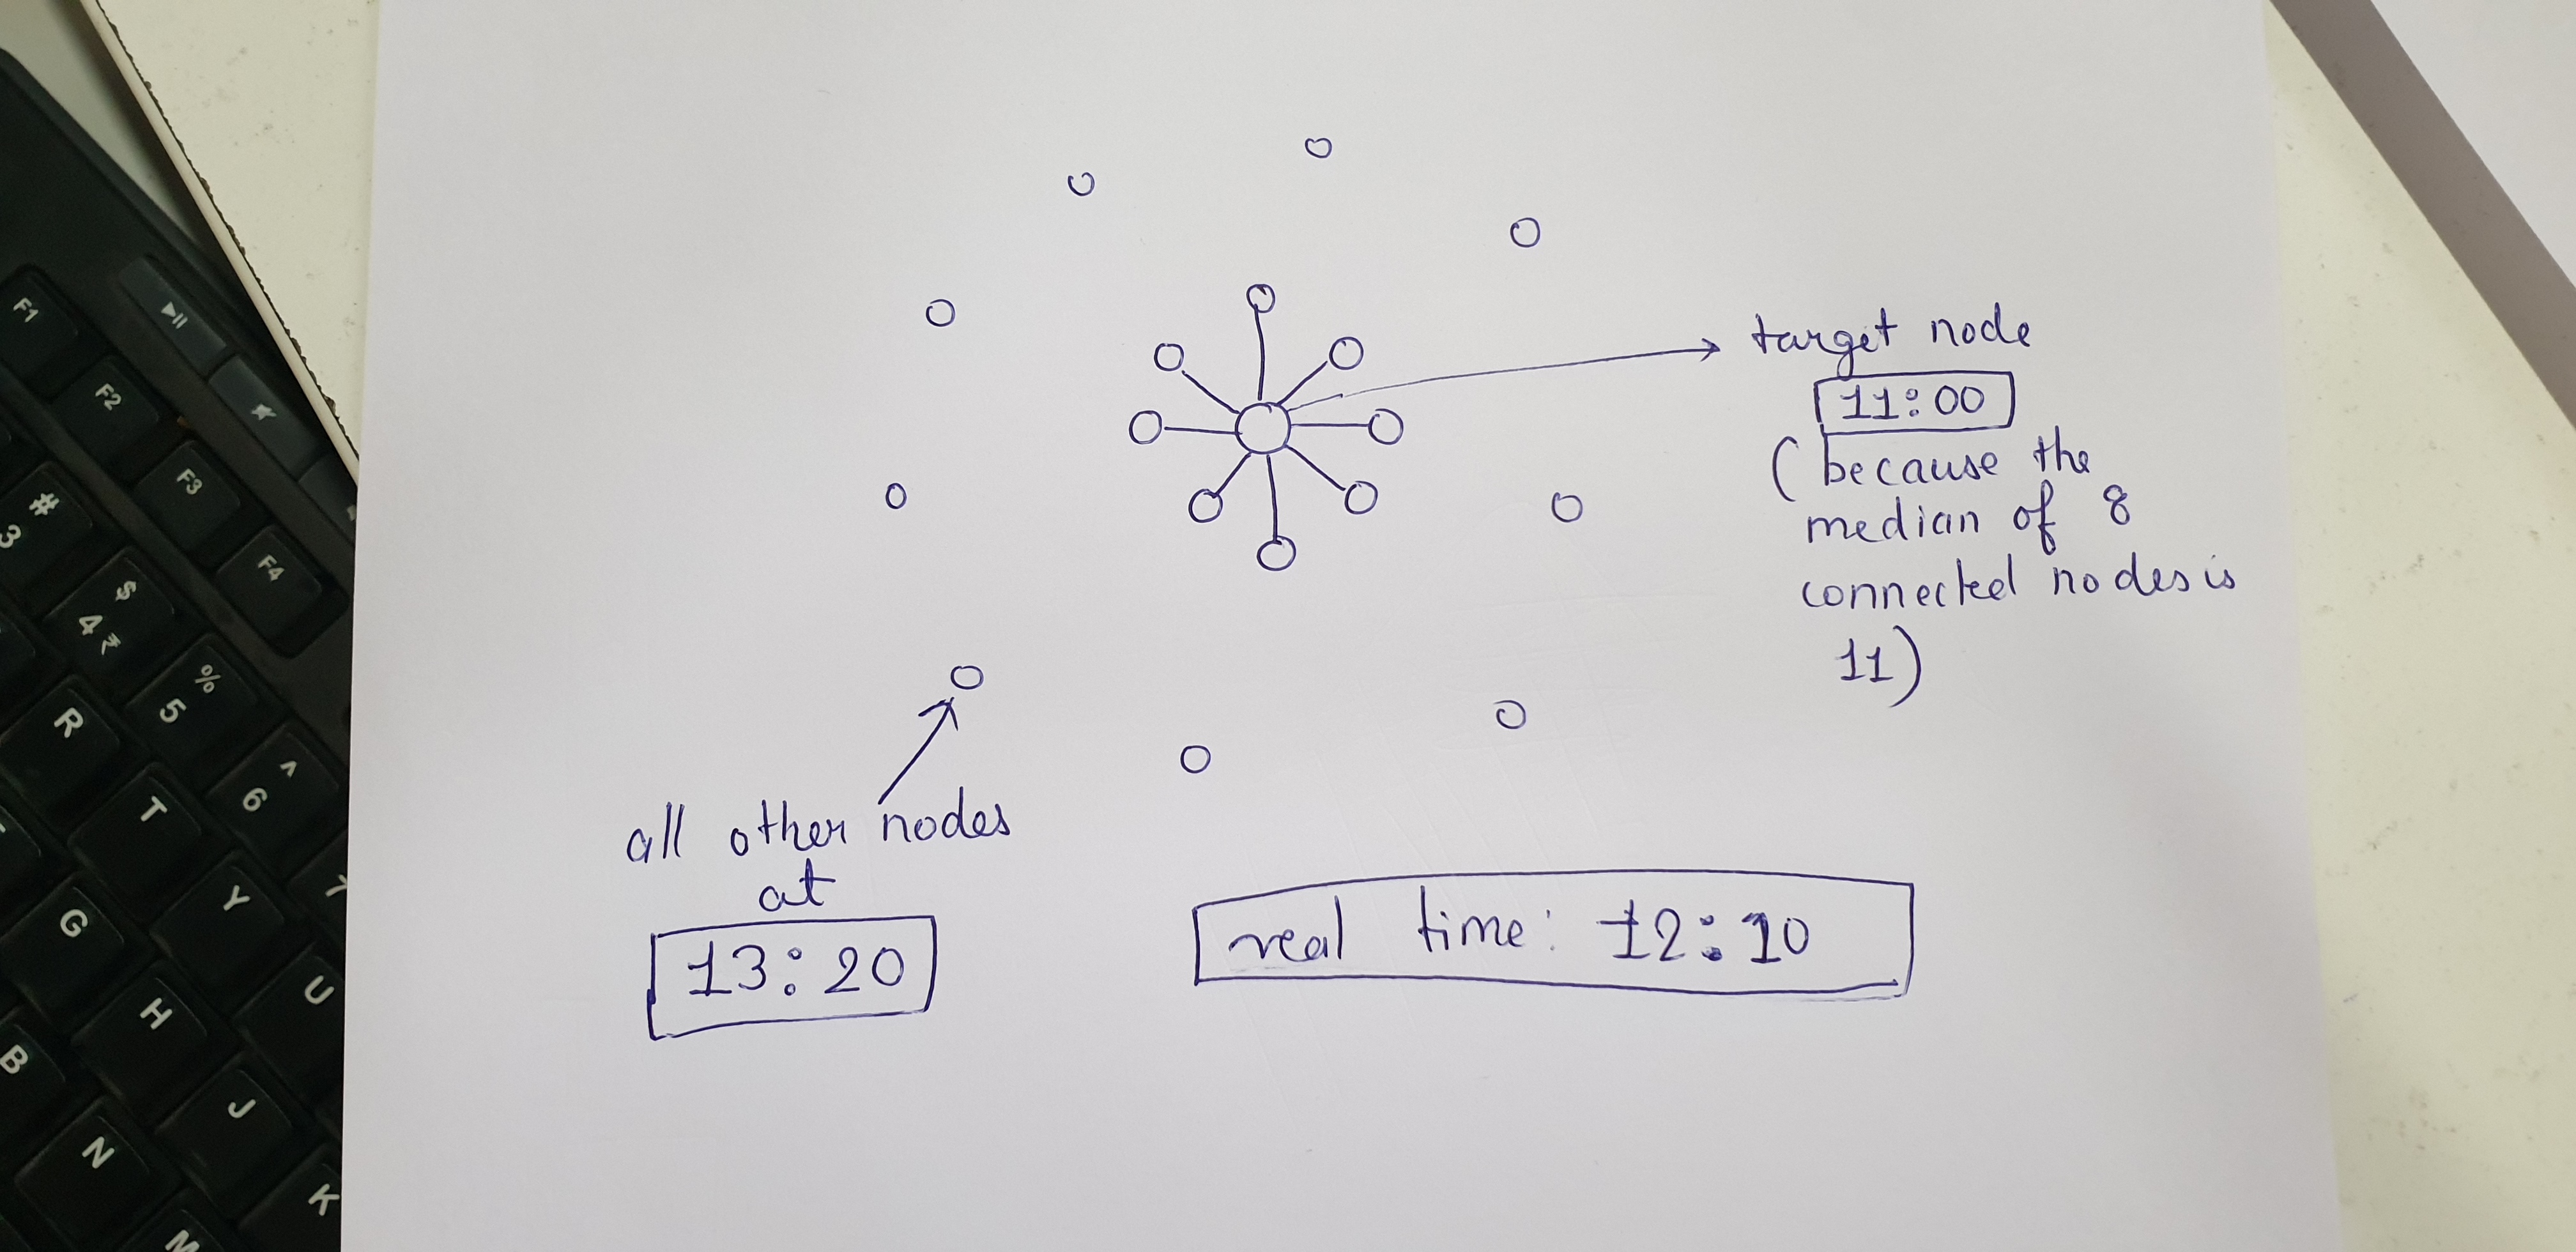 F1
F2
F3
F4
#
3
$
4 ₹
%
5
^
6
7
R
T
Y
U
G
H
J
K
B
N
M
target node
11:00
(because the
median of 8
connected nodes is
11)
all other nodes
at
13:20
real time: 12:10